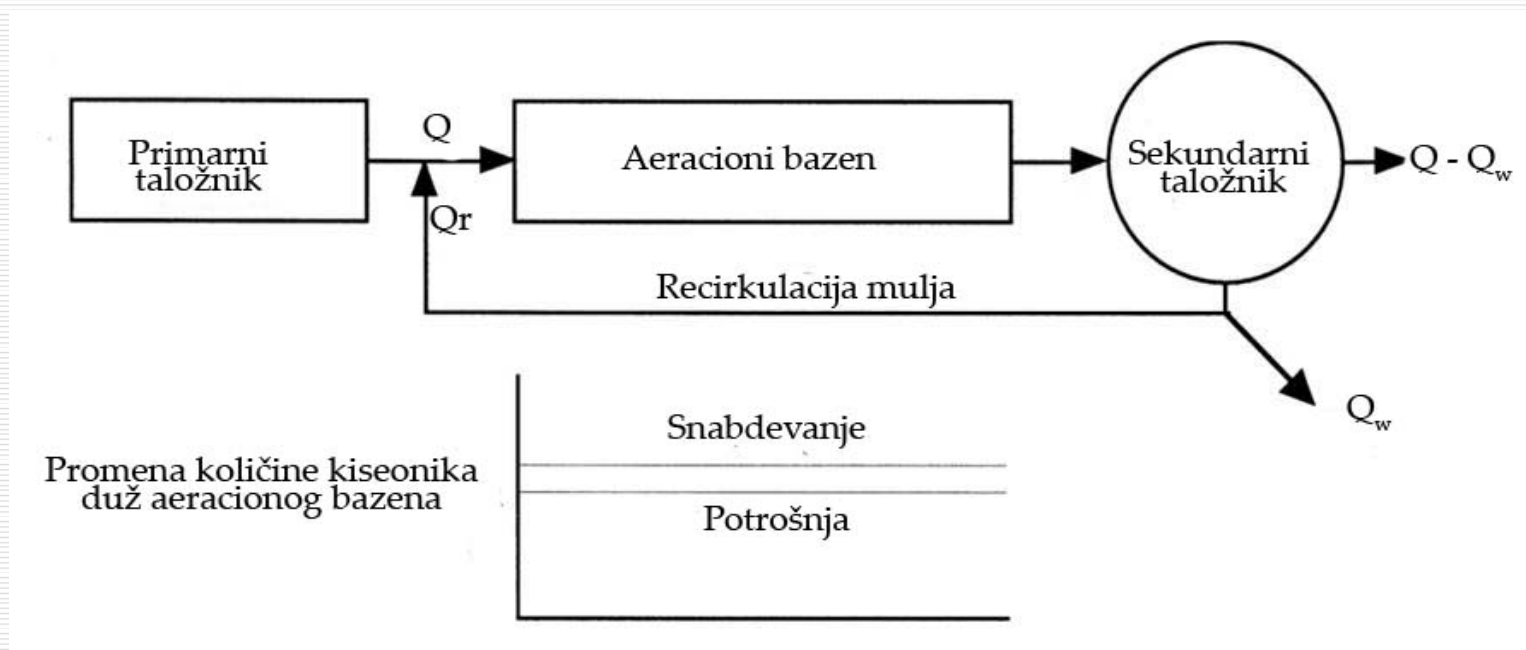 Primarni
taložnik
Q
Qr
Aeracioni bazen
Sekundarni
taložnik
Q - Qw
Recirkulacija mulja
Qw
Promena količine kiseonika
duž aeracionog bazena
Snabdevanje
Potrošnja